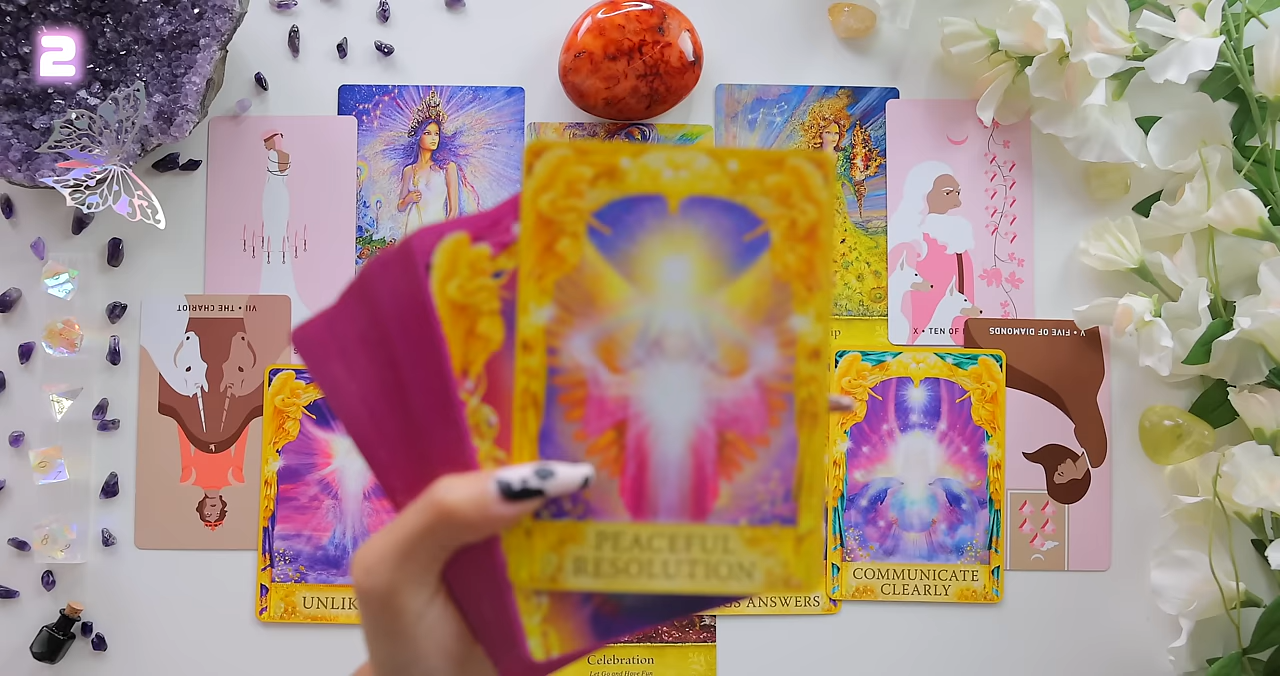 2
VII • THE CHARIOT
X • TEN OF
V • FIVE OF DIAMONDS
PEACEFUL
RESOLUTION
COMMUNICATE
CLEARLY
ANSWERS
Celebration
Let Go and Have Fun